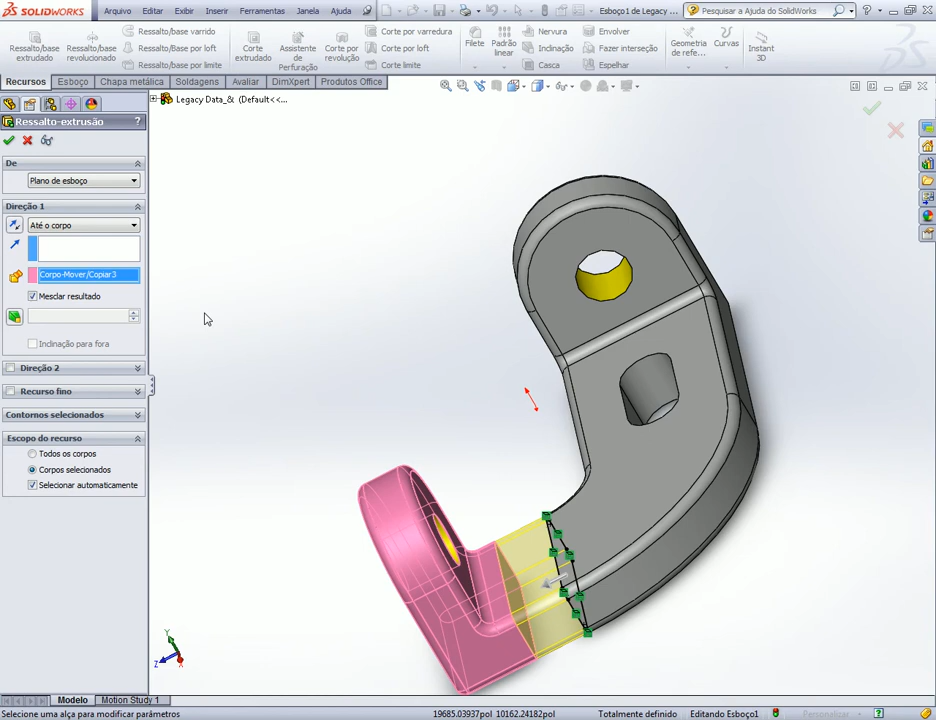 SOLIDWORKS
Arquivo Editar Exibir Inserir Ferramentas Janela Ajuda
Esboço1 de Legacy ...
Pesquisar a Ajuda do SolidWorks
Ressalto/base extrudado
Ressalto/base revolucionado
Ressalto/base varrido
Ressalto/base por loft
Ressalto/base por limite
Corte extrudado
Assistente de Perfuração
Corte por revolução
Corte por varredura
Corte por loft
Corte limite
Filete
Padrão linear
Nervura
Inclinação
Casca
Envolver
Fazer interseção
Espelhar
Geometria de refe...
Curvas
Instant 3D
Recursos Esboço Chapa metálica Soldagens Avaliar DimXpert Produtos Office
Legacy Data_& (Default<<...
Ressalto-extrusão ?
De
Plano de esboço
Direção 1
Até o corpo
Corpo-Mover/Copiar3
Mesclar resultado
Inclinação para fora
Direção 2
Recurso fino
Contornos selecionados
Escopo do recurso
Todos os corpos
Corpos selecionados
Selecionar automaticamente
Y
Z
X
Modelo Motion Study 1
Selecione uma alça para modificar parâmetros
19685.03937pol 10162.24182pol Totalmente definido Editando Esboço1
Personalizar